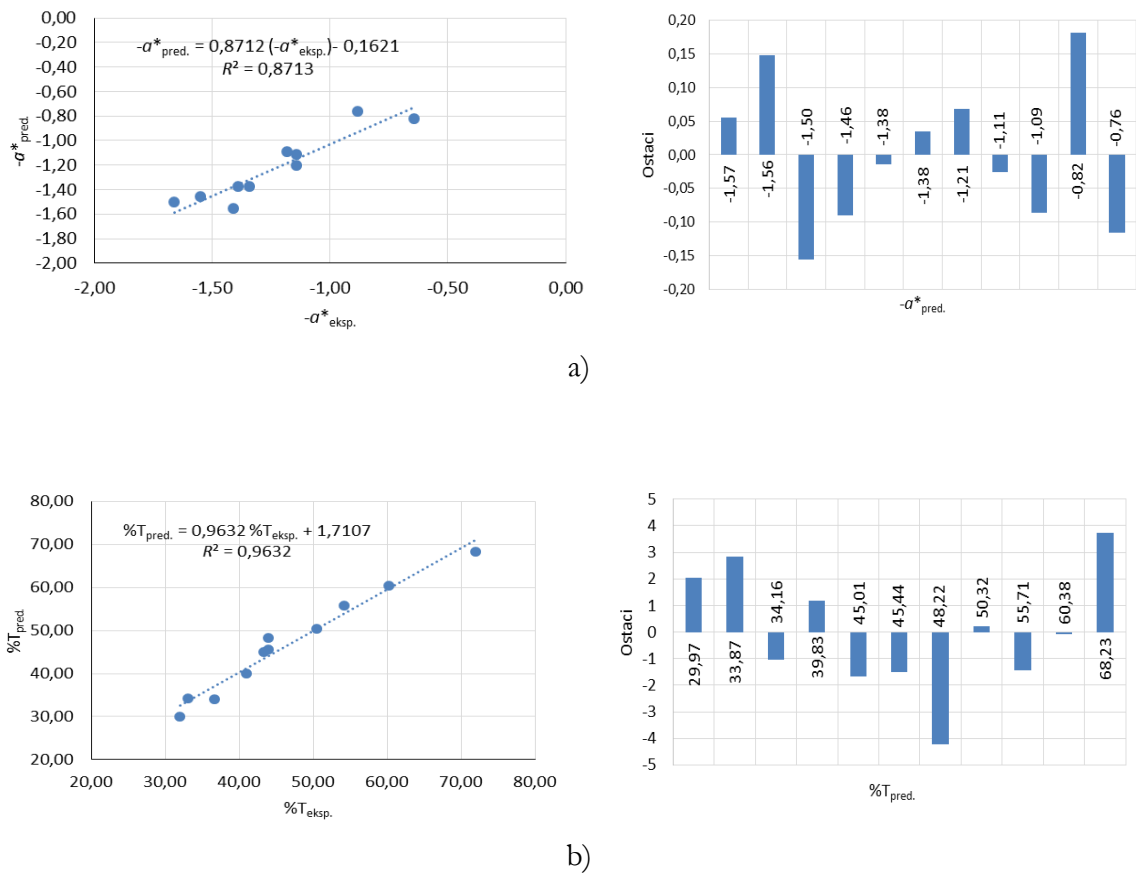 0,00
-0,20
-0,40
-0,60
-0,80
-1,00
-1,20
-1,40
-1,60
-1,80
-2,00
-a*pred.
-a*pred. = 0,8712 (-a*eksp.)- 0,1621
R² = 0,8713
-2,00 -1,50 -1,00 -0,50 0,00
-a*eksp.
0,20
0,15
0,10
0,05
0,00
-0,05
-0,10
-0,15
-0,20
Ostaci
-1,57 -1,56 -1,50 -1,46 -1,38 -1,38 -1,21 -1,11 -1,09 -0,82 -0,76
-a*pred.
a)
80,00
70,00
60,00
50,00
40,00
30,00
20,00
%Tpred.
%Tpred. = 0,9632 %Teksp. + 1,7107
R² = 0,9632
20,00 30,00 40,00 50,00 60,00 70,00 80,00
%Teksp.
5
4
3
2
1
0
-1
-2
-3
-4
-5
Ostaci
29,97 33,87 34,16 39,83 45,01 45,44 48,22 50,32 55,71 60,38 68,23
%Tpred.
b)